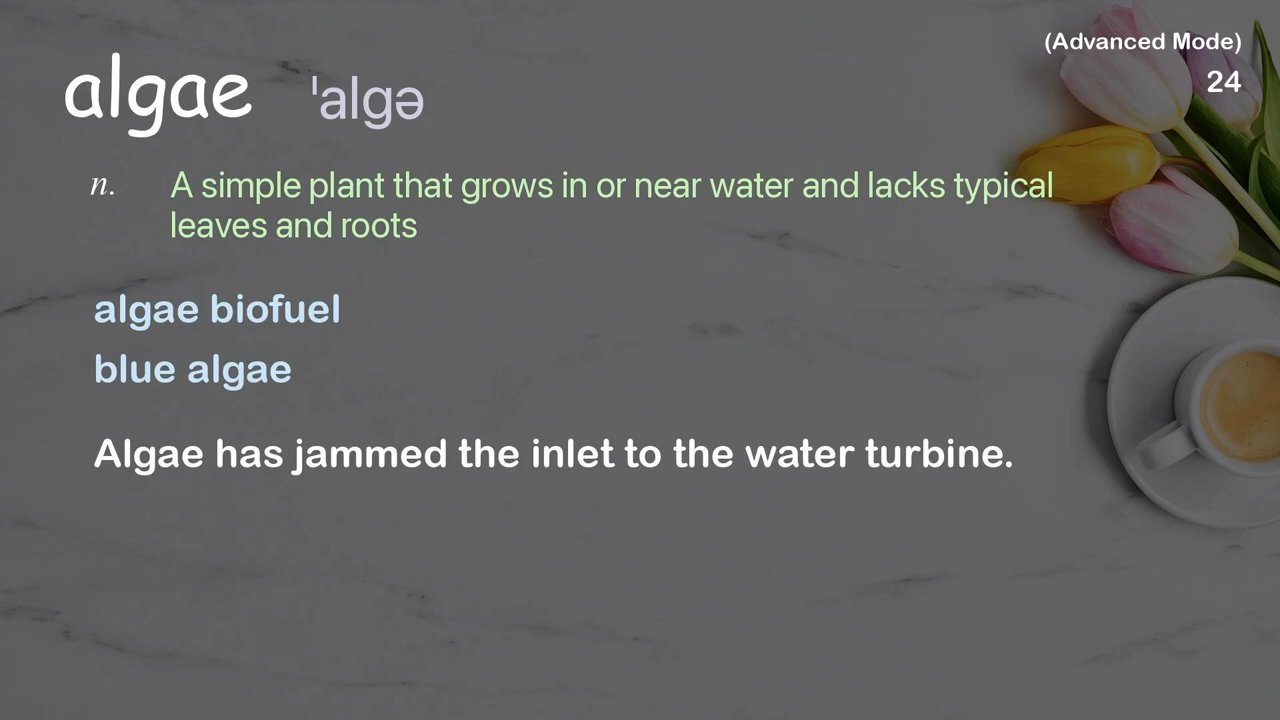 (Advanced Mode)
24
algae ˈalgə
n. A simple plant that grows in or near water and lacks typical
leaves and roots
algae biofuel
blue algae
Algae has jammed the inlet to the water turbine.